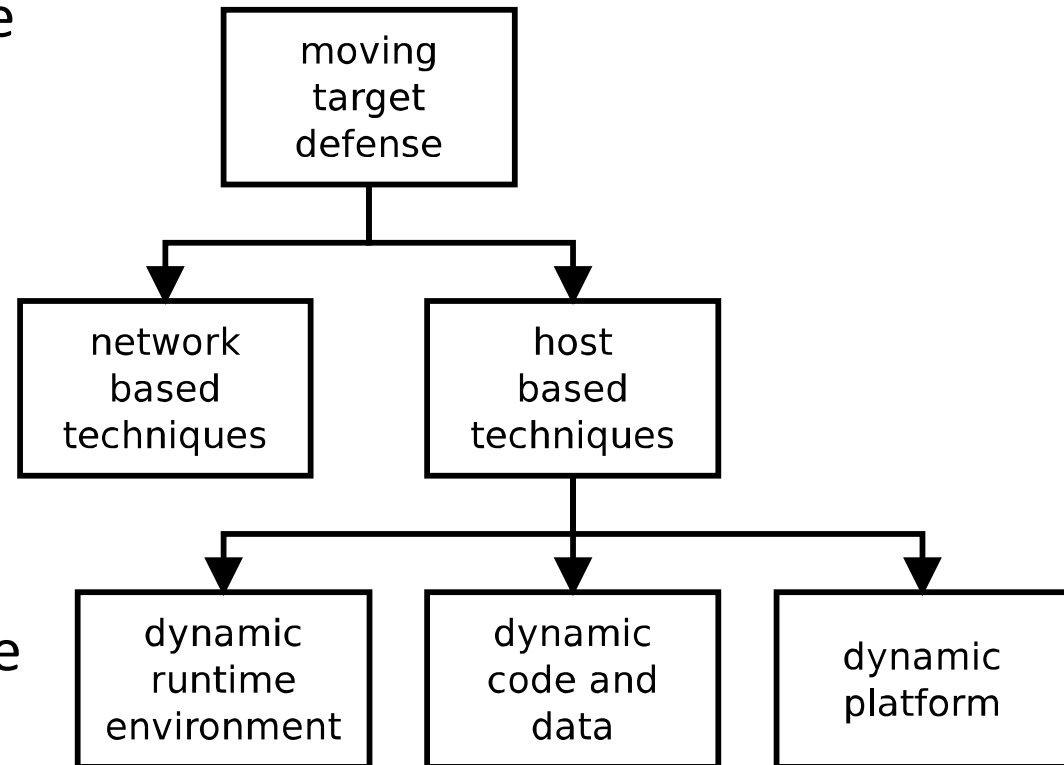 e
moving
target
defense
network
based
techniques
host
based
techniques
e
dynamic
runtime
environment
dynamic
code and
data
dynamic
platform